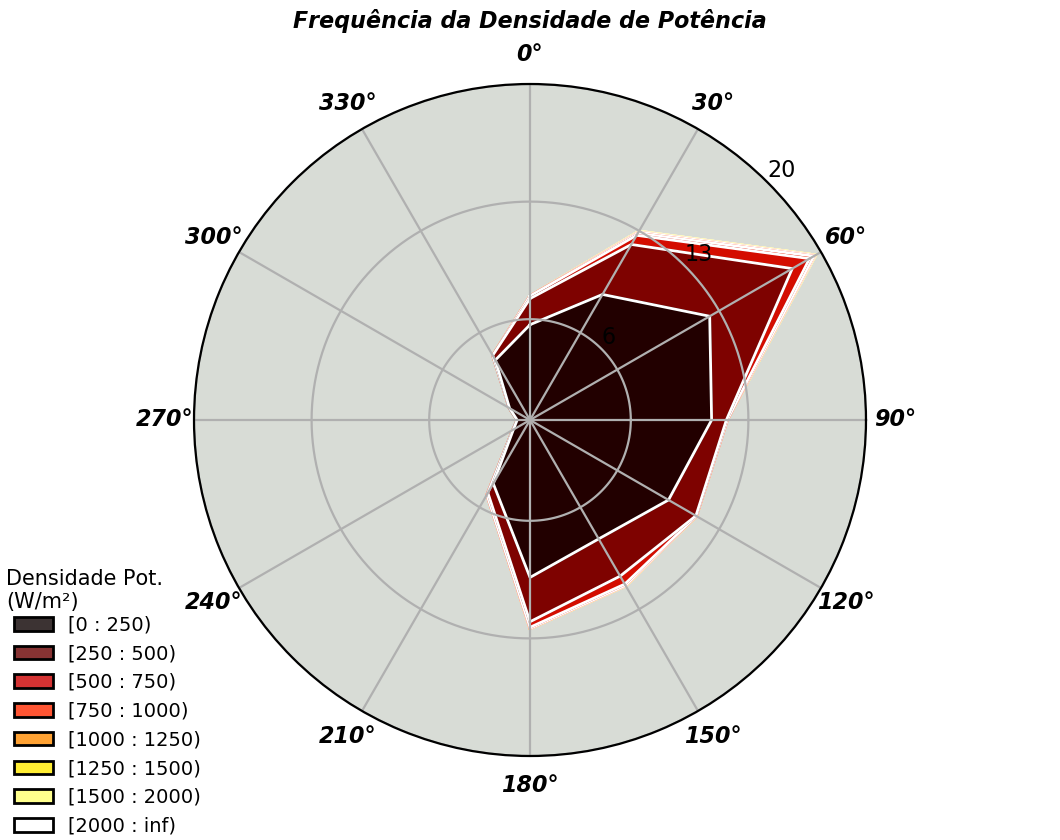 Frequência da Densidade de Potência
0°
330°
30°
20
300°
60°
13
6
270°
90°
240°
120°
210°
150°
180°
Densidade Pot.
(W/m²)
[0 : 250)
[250 : 500)
[500 : 750)
[750 : 1000)
[1000 : 1250)
[1250 : 1500)
[1500 : 2000)
[2000 : inf)